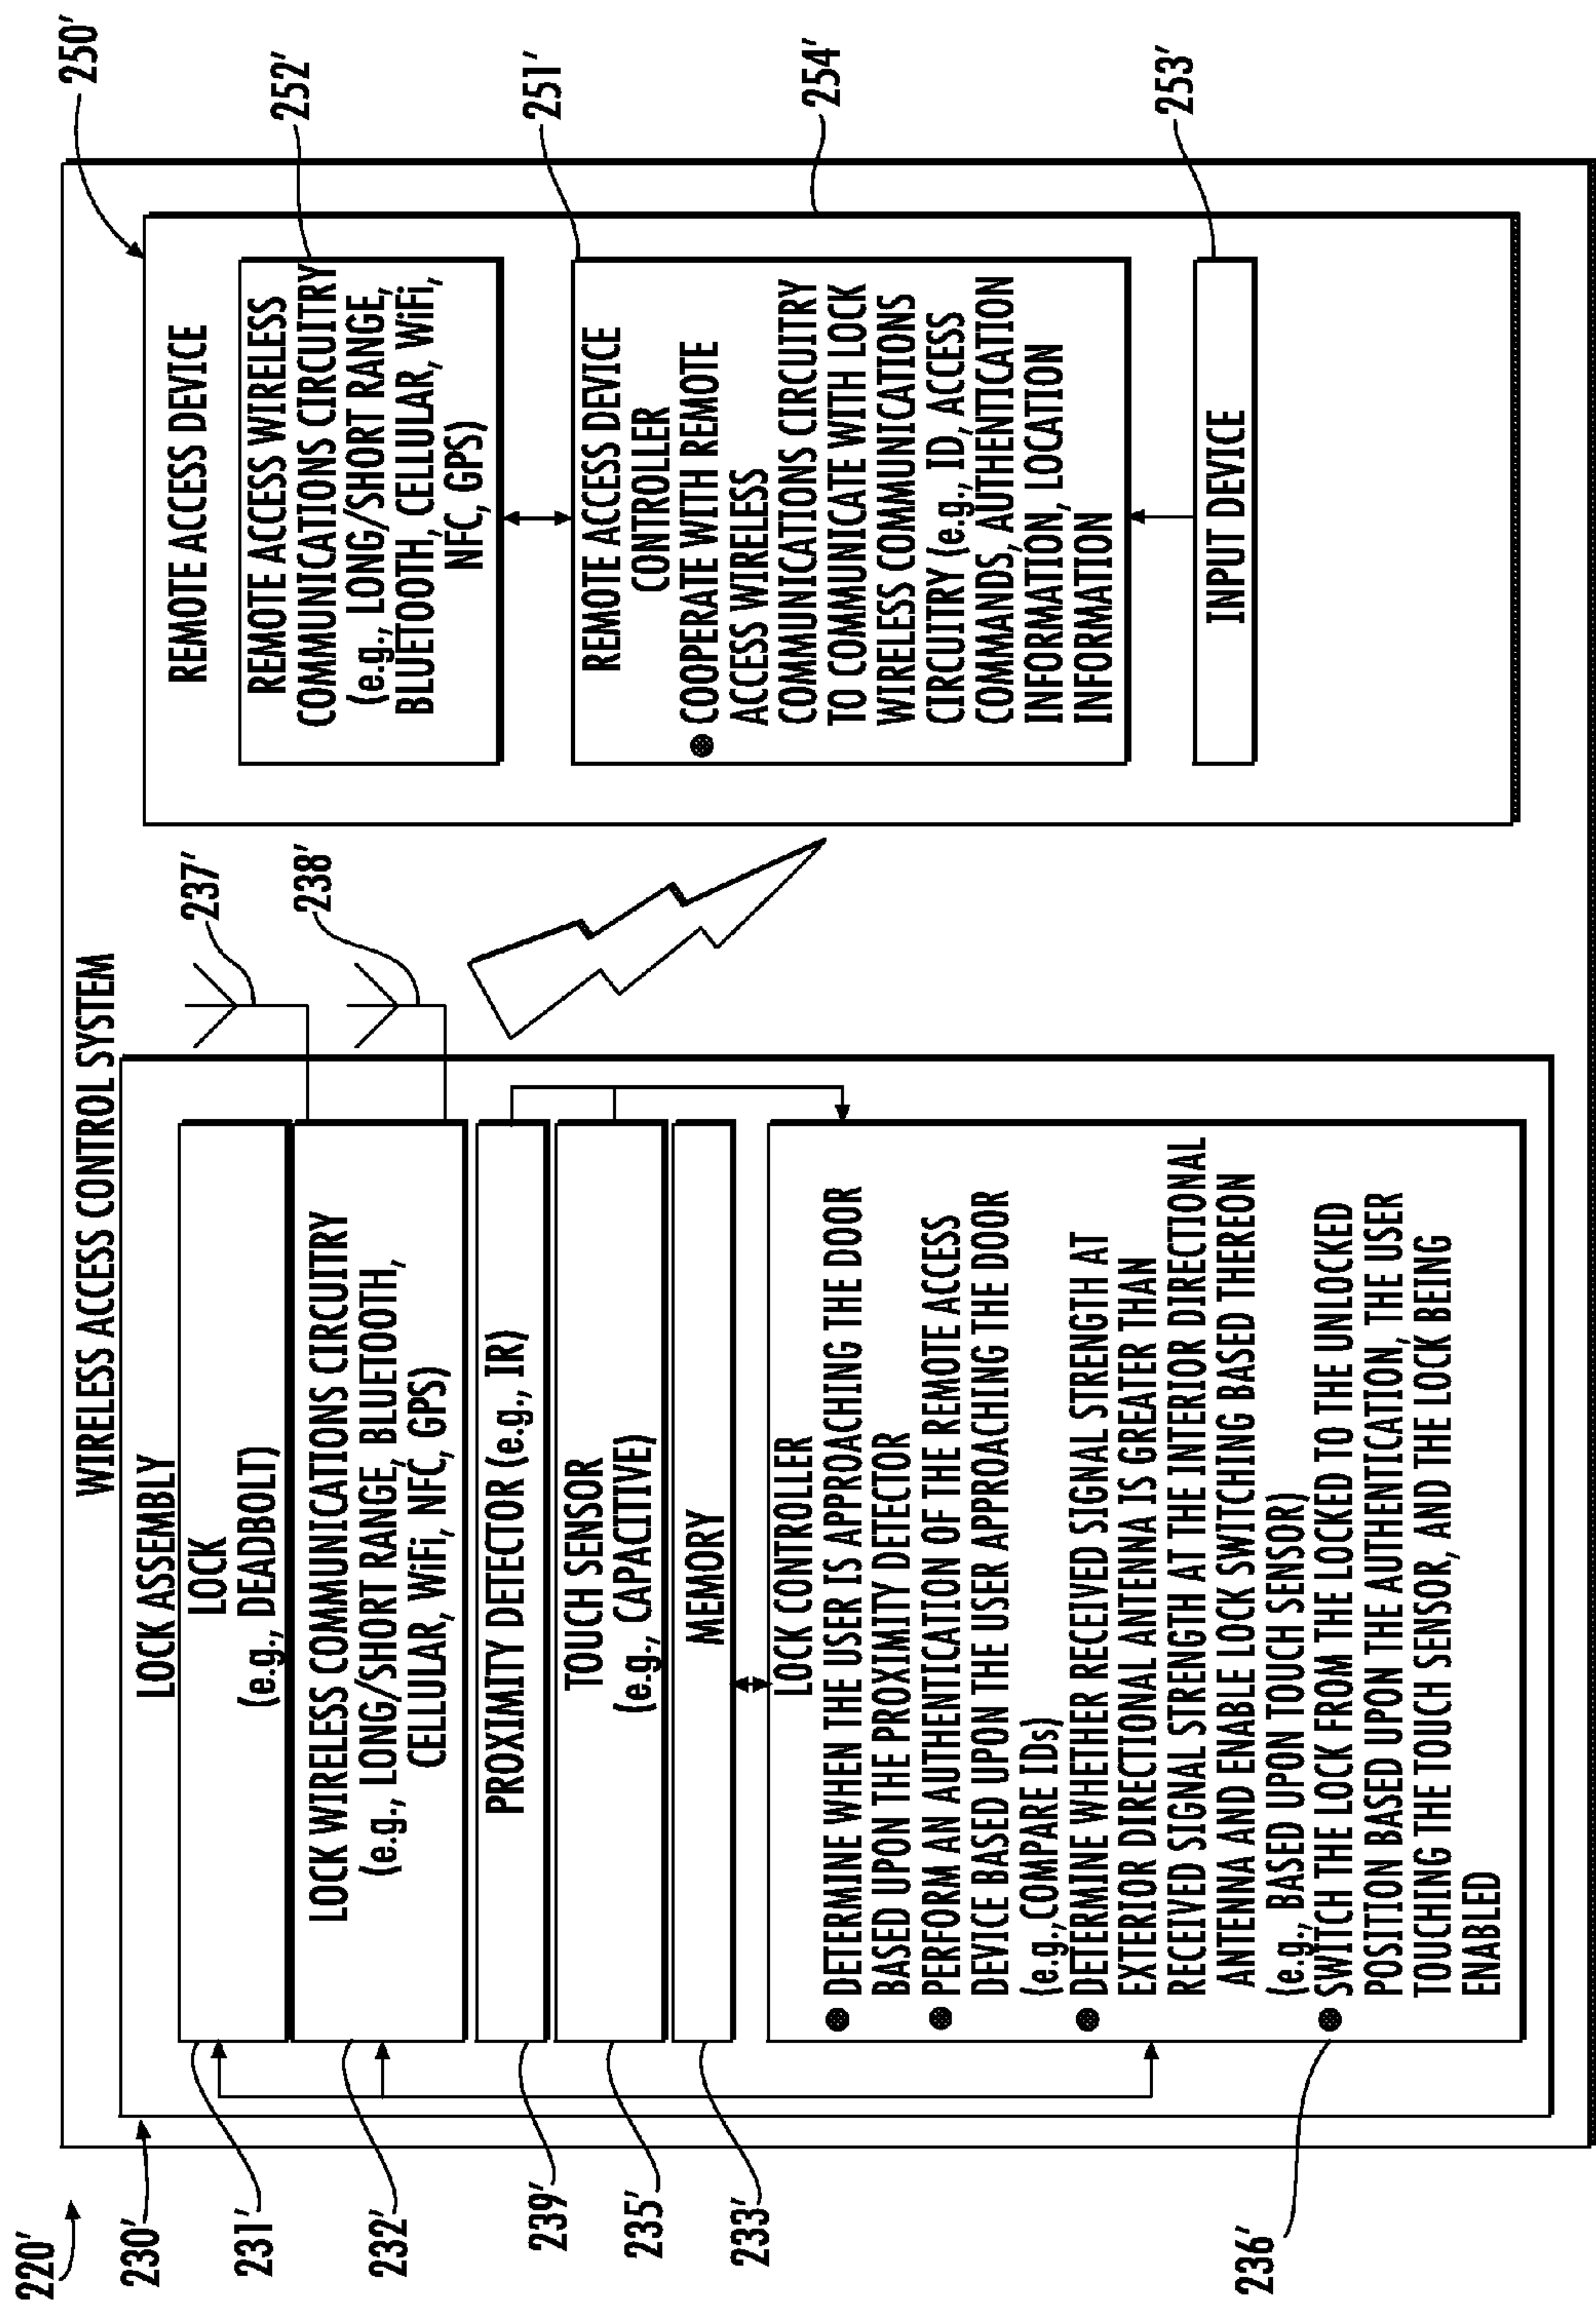 WIRELESS ACCESS CONTROL SYSTEM
220′
230′
LOCK ASSEMBLY
231′
LOCK
(e.g., DEADBOLT)
232′
LOCK WIRELESS COMMUNICATIONS CIRCUITRY
(e.g., LONG/SHORT RANGE, BLUETOOTH,
CELLULAR, WiFi, NFC, GPS)
237′
238′
239′
PROXIMITY DETECTOR (e.g., IR)
235′
TOUCH SENSOR
(e.g., CAPACITIVE)
233′
MEMORY
236′
LOCK CONTROLLER
● DETERMINE WHEN THE USER IS APPROACHING THE DOOR
BASED UPON THE PROXIMITY DETECTOR
● PERFORM AN AUTHENTICATION OF THE REMOTE ACCESS
DEVICE BASED UPON THE USER APPROACHING THE DOOR
(e.g., COMPARE IDs)
● DETERMINE WHETHER RECEIVED SIGNAL STRENGTH AT
EXTERIOR DIRECTIONAL ANTENNA IS GREATER THAN
RECEIVED SIGNAL STRENGTH AT THE INTERIOR DIRECTIONAL
ANTENNA AND ENABLE LOCK SWITCHING BASED THEREON
(e.g., BASED UPON TOUCH SENSOR)
● SWITCH THE LOCK FROM THE LOCKED TO THE UNLOCKED
POSITION BASED UPON THE AUTHENTICATION, THE USER
TOUCHING THE TOUCH SENSOR, AND THE LOCK BEING
ENABLED
250′
REMOTE ACCESS DEVICE
252′
REMOTE ACCESS WIRELESS
COMMUNICATIONS CIRCUITRY
(e.g., LONG/SHORT RANGE,
BLUETOOTH, CELLULAR, WiFi,
NFC, GPS)
251′
REMOTE ACCESS DEVICE
CONTROLLER
● COOPERATE WITH REMOTE
ACCESS WIRELESS
COMMUNICATIONS CIRCUITRY
TO COMMUNICATE WITH LOCK
WIRELESS COMMUNICATIONS
CIRCUITRY (e.g., ID, ACCESS
COMMANDS, AUTHENTICATION
INFORMATION, LOCATION
INFORMATION
254′
253′
INPUT DEVICE